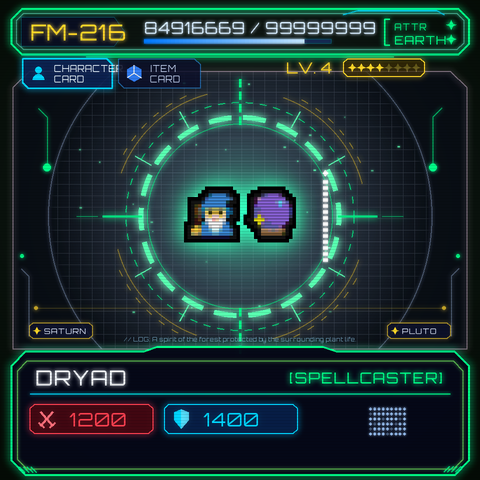 FM-216
84916669 / 99999999
ATTR
EARTH
CHARACTER
CARD
ITEM
CARD
LV.4
SATURN
PLUTO
// LOG: A spirit of the forest protected by the surrounding plant life.
DRYAD
[SPELLCASTER]
1200
1400